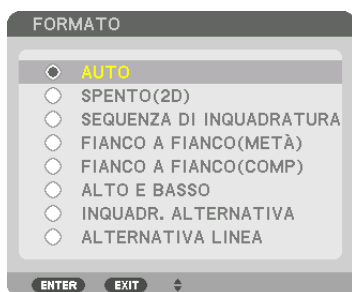 FORMATO
AUTO
SPENTO(2D)
SEQUENZA DI INQUADRATURA
FIANCO A FIANCO(METÀ)
FIANCO A FIANCO(COMP)
ALTO E BASSO
INQUADR. ALTERNATIVA
ALTERNATIVA LINEA
ENTER EXIT